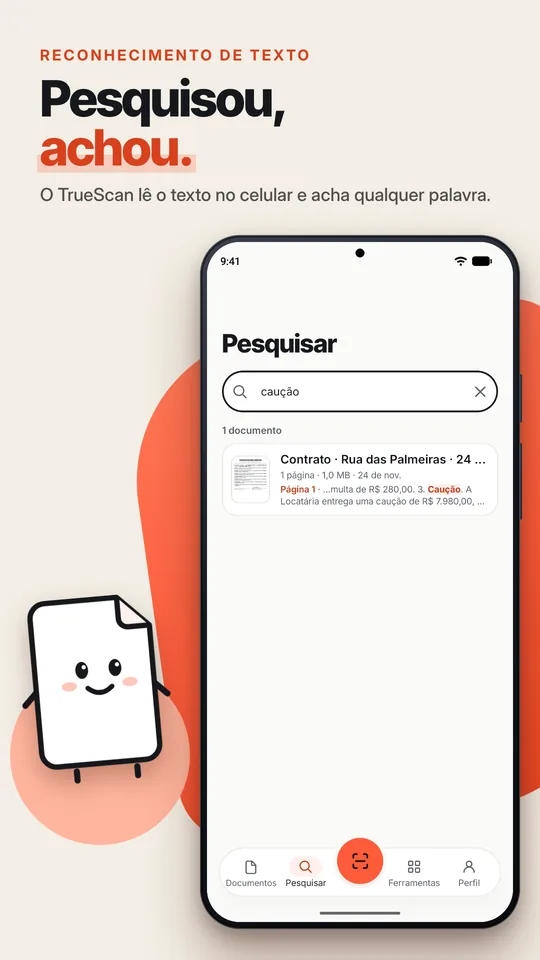 RECONHECIMENTO DE TEXTO
Pesquisou,
achou.
O TrueScan lê o texto no celular e acha qualquer palavra.
9:41
Pesquisar
caução
1 documento
Contrato · Rua das Palmeiras · 24 ...
1 página · 1,0 MB · 24 de nov.
Página 1 · ...multa de R$ 280,00. 3. Caução. A
Locatária entrega uma caução de R$ 7.980,00, ...
Documentos
Pesquisar
Ferramentas
Perfil